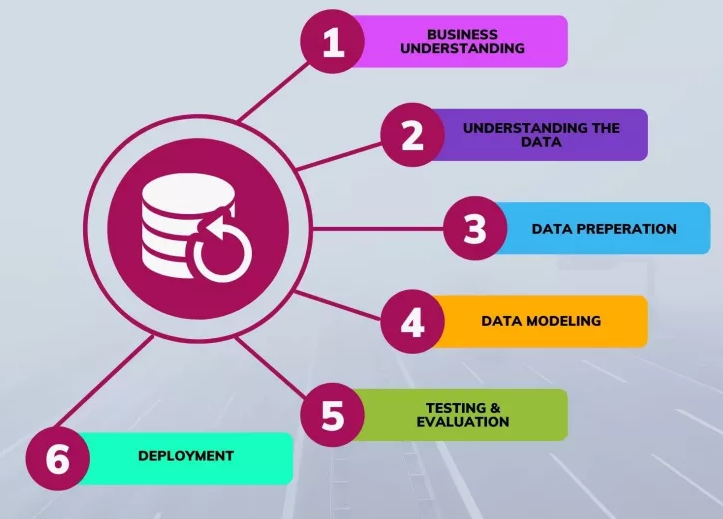 1
BUSINESS
UNDERSTANDING
2
UNDERSTANDING THE
DATA
3
DATA PREPERATION
4
DATA MODELING
5
TESTING &
EVALUATION
6
DEPLOYMENT